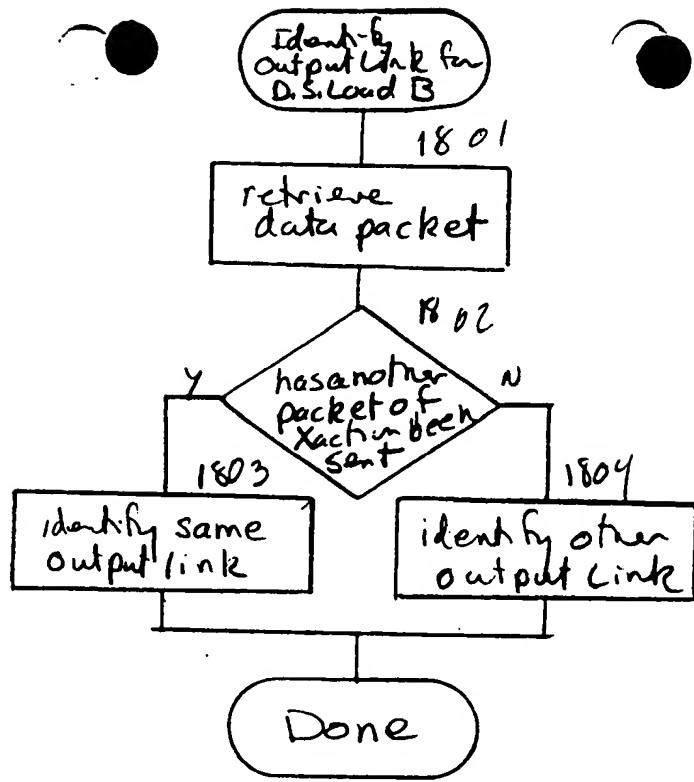 Identify
Output Link for
D.S. Load B
1801
retrieve
data packet
1802
Y
has another
N
packet of
Xaction been
sent
1803
1804
identify same
output link
identify other
output Link
Done